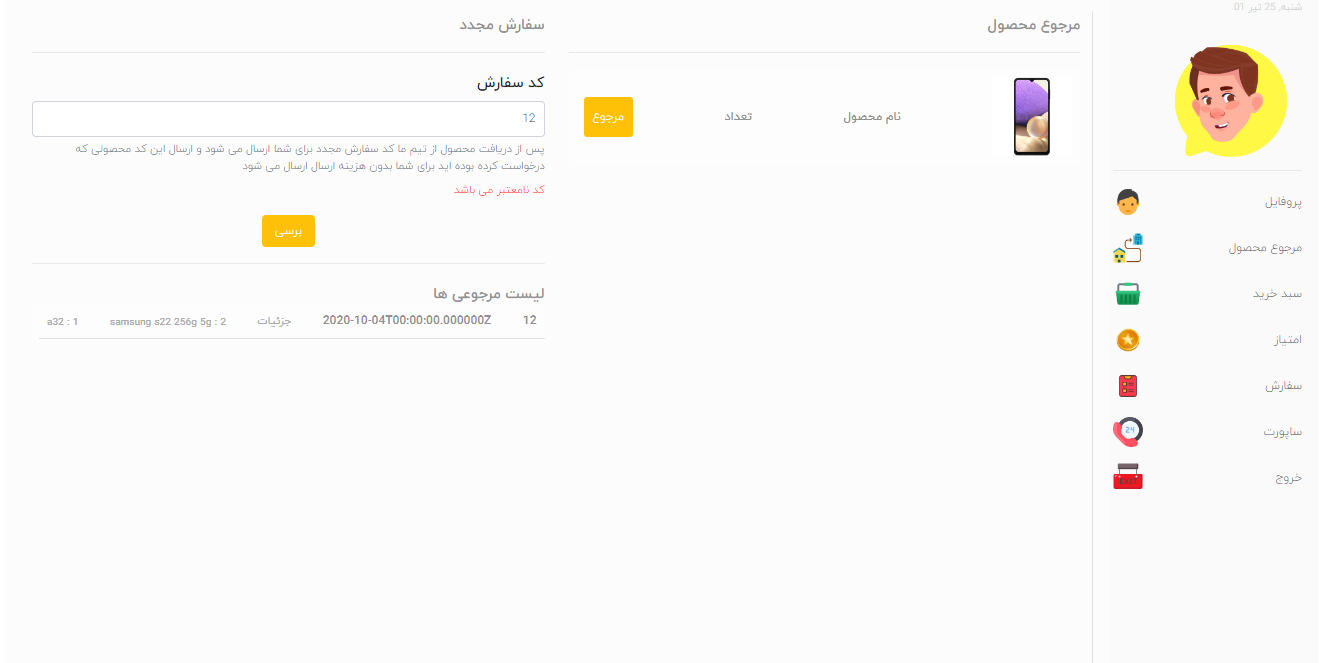 شنبه, 25 تیر 01
پروفایل
مرجوع محصول
سبد خرید
امتیاز
سفارش
24
ساپورت
EXIT
خروج
مرجوع محصول
نام محصول
تعداد
مرجوع
سفارش مجدد
کد سفارش
12
پس از دریافت محصول از تیم ما کد سفارش مجدد برای شما ارسال می شود و ارسال این کد محصولی که
درخواست کرده بوده اید برای شما بدون هزینه ارسال ارسال می شود
کد نامعتبر می باشد
برسی
لیست مرجوعی ها
12 2020-10-04T00:00:00.000000Z جزئیات samsung s22 256g 5g : 2 a32 : 1